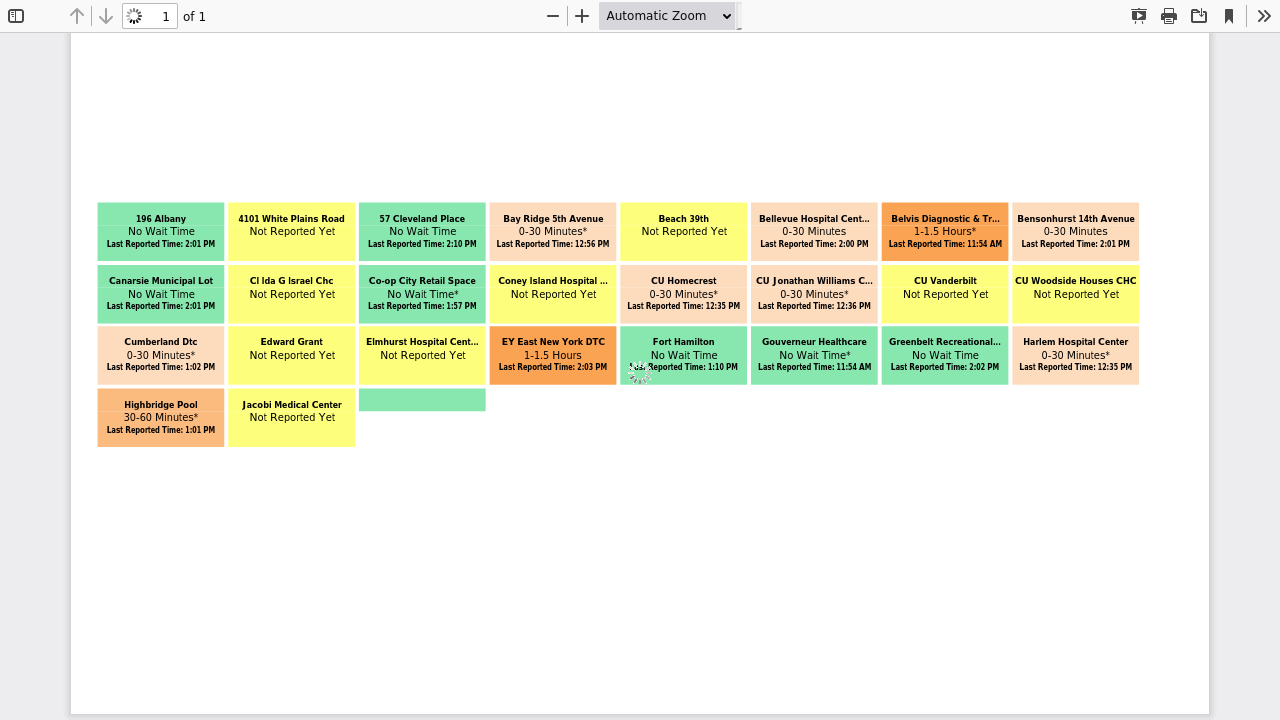 1 of 1 Automatic Zoom
196 Albany
No Wait Time
Last Reported Time: 2:01 PM
4101 White Plains Road
Not Reported Yet
57 Cleveland Place
No Wait Time
Last Reported Time: 2:10 PM
Bay Ridge 5th Avenue
0-30 Minutes*
Last Reported Time: 12:56 PM
Beach 39th
Not Reported Yet
Bellevue Hospital Cent...
0-30 Minutes
Last Reported Time: 2:00 PM
Belvis Diagnostic & Tr...
1-1.5 Hours*
Last Reported Time: 11:54 AM
Bensonhurst 14th Avenue
0-30 Minutes
Last Reported Time: 2:01 PM
Canarsie Municipal Lot
No Wait Time
Last Reported Time: 2:01 PM
Cl Ida G Israel Chc
Not Reported Yet
Co-op City Retail Space
No Wait Time*
Last Reported Time: 1:57 PM
Coney Island Hospital ...
Not Reported Yet
CU Homecrest
0-30 Minutes*
Last Reported Time: 12:35 PM
CU Jonathan Williams C...
0-30 Minutes*
Last Reported Time: 12:36 PM
CU Vanderbilt
Not Reported Yet
CU Woodside Houses CHC
Not Reported Yet
Cumberland Dtc
0-30 Minutes*
Last Reported Time: 1:02 PM
Edward Grant
Not Reported Yet
Elmhurst Hospital Cent...
Not Reported Yet
EY East New York DTC
1-1.5 Hours
Last Reported Time: 2:03 PM
Fort Hamilton
No Wait Time
Reported Time: 1:10 PM
Gouverneur Healthcare
No Wait Time*
Last Reported Time: 11:54 AM
Greenbelt Recreational...
No Wait Time
Last Reported Time: 2:02 PM
Harlem Hospital Center
0-30 Minutes*
Last Reported Time: 12:35 PM
Highbridge Pool
30-60 Minutes*
Last Reported Time: 1:01 PM
Jacobi Medical Center
Not Reported Yet